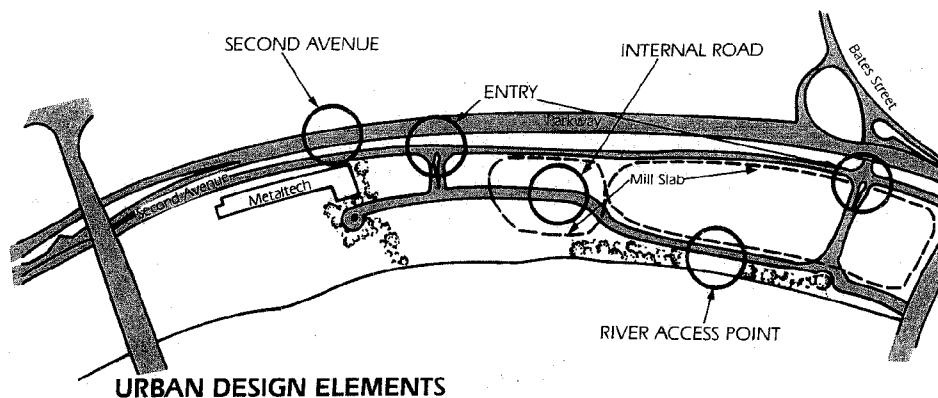 SECOND AVENUE
INTERNAL ROAD
Bates Street
ENTRY
Parkway
Second Avenue
Metaltech
Mill Slab
RIVER ACCESS POINT
URBAN DESIGN ELEMENTS